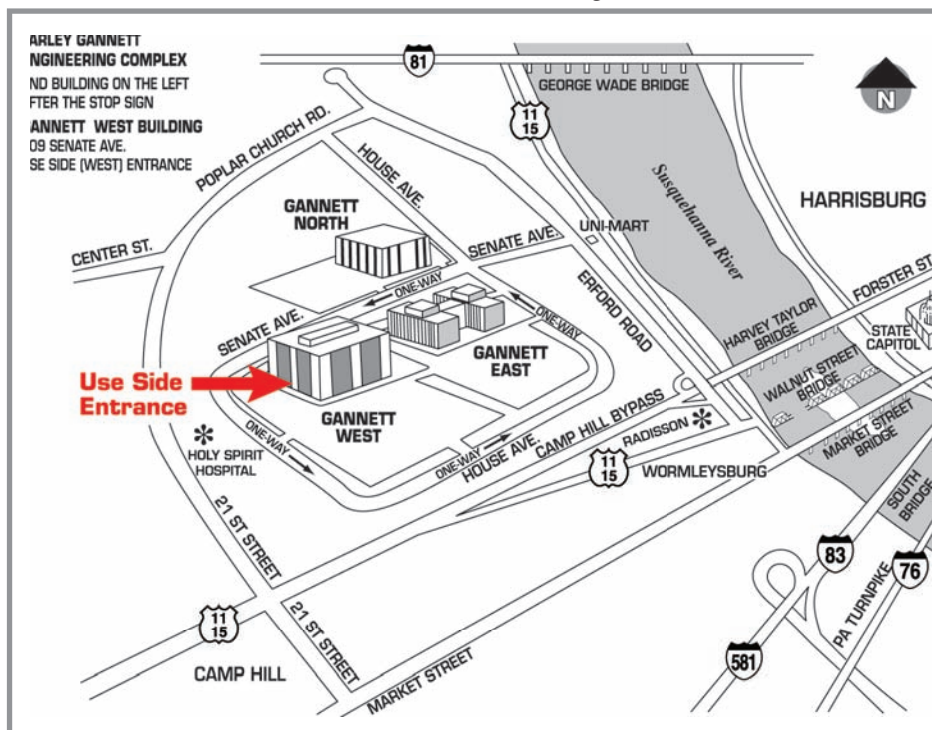 ARLEY GANNETT
NGINEERING COMPLEX
ND BUILDING ON THE LEFT
FTER THE STOP SIGN
ANNETT WEST BUILDING
09 SENATE AVE.
SE SIDE (WEST) ENTRANCE
81
GEORGE WADE BRIDGE
11
15
N
POPLAR CHURCH RD.
HOUSE AVE.
Susquehanna River
HARRISBURG
GANNETT
NORTH
CENTER ST.
SENATE AVE.
UNI-MART
ERFORD ROAD
FORSTER ST
ONE-WAY
ONE-WAY
SENATE AVE.
HARVEY TAYLOR
BRIDGE
STATE
CAPITOL
GANNETT
EAST
WALNUT STREET
BRIDGE
Use Side
Entrance
GANNETT
WEST
CAMP HILL BYPASS
RADISSON
MARKET STREET
BRIDGE
HOLY SPIRIT
HOSPITAL
ONE-WAY
ONE-WAY
HOUSE AVE.
11
15
WORMLEYSBURG
SOUTH
BRIDGE
21 ST STREET
83
76
PA TURNPIKE
11
15
21 ST STREET
581
CAMP HILL
MARKET STREET